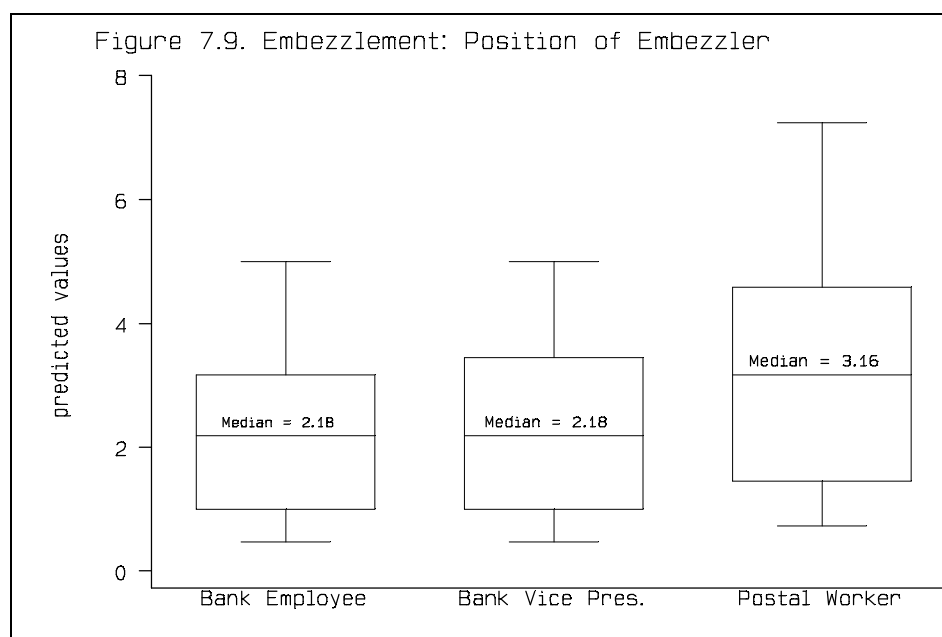 Figure 7.9. Embezzlement: Position of Embezzler
8
6
4
2
0
predicted values
Median = 2.18
Median = 2.18
Median = 3.16
Bank Employee
Bank Vice Pres.
Postal Worker